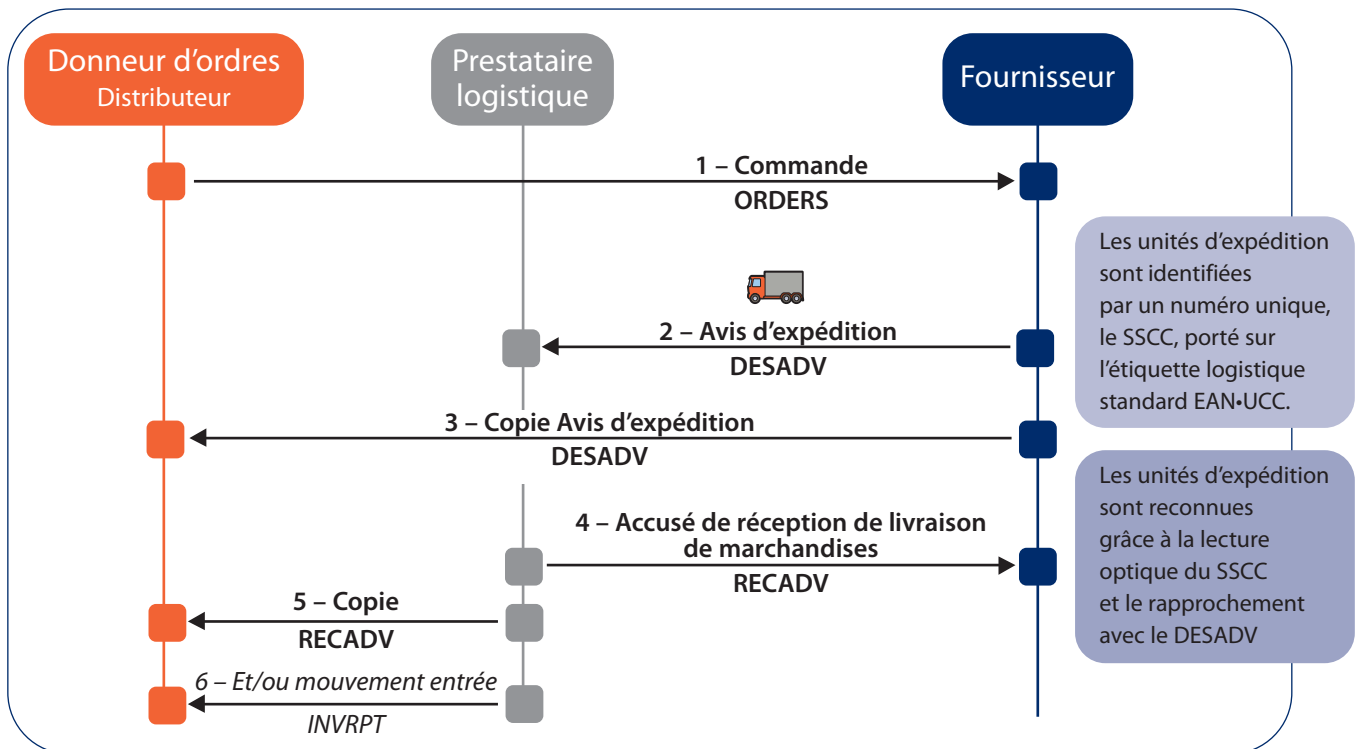 Donneur d'ordres
Distributeur
Prestataire
logistique
Fournisseur
1 – Commande
ORDERS
Les unités d’expédition
sont identifiées
par un numéro unique,
le SSCC, porté sur
l’étiquette logistique
standard EAN•UCC.
2 – Avis d’expédition
DESADV
3 – Copie Avis d’expédition
DESADV
Les unités d’expédition
sont reconnues
grâce à la lecture
optique du SSCC
et le rapprochement
avec le DESADV
4 – Accusé de réception de livraison
de marchandises
RECADV
5 – Copie
RECADV
6 – Et/ou mouvement entrée
INVRPT